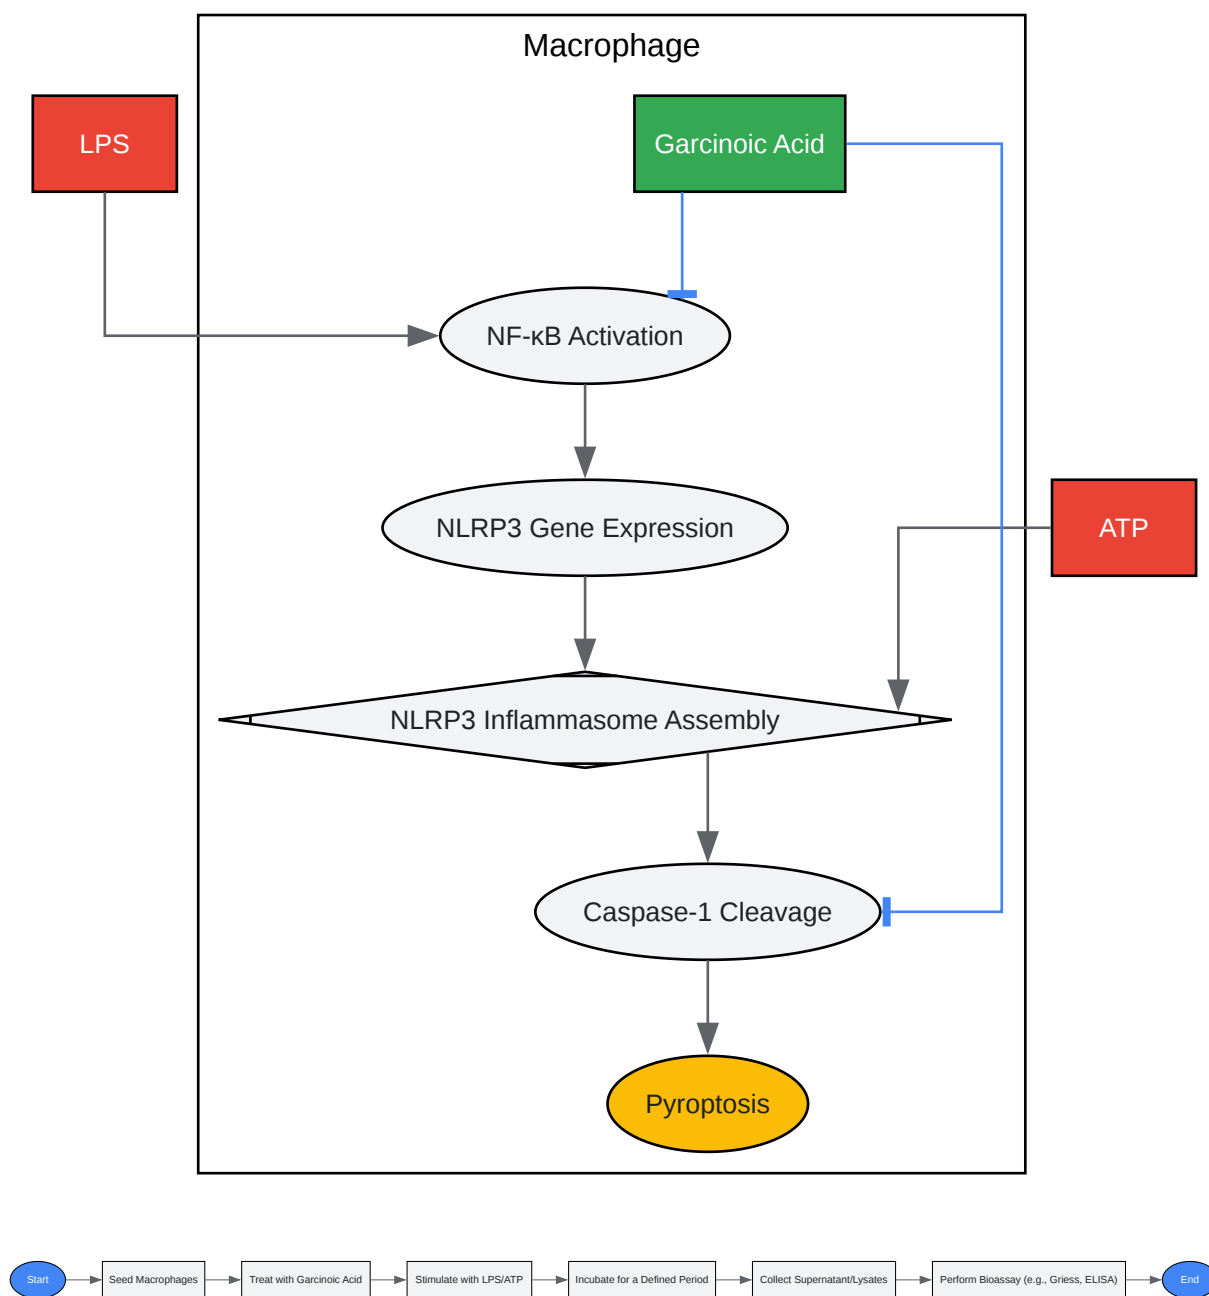 Macrophage
LPS
Garcinoic Acid
NF-κB Activation
NLRP3 Gene Expression
ATP
NLRP3 Inflammasome Assembly
Caspase-1 Cleavage
Pyroptosis
Start
Seed Macrophages
Treat with Garcinoic Acid
Stimulate with LPS/ATP
Incubate for a Defined Period
Collect Supernatant/Lysates
Perform Bioassay (e.g., Griess, ELISA)
End